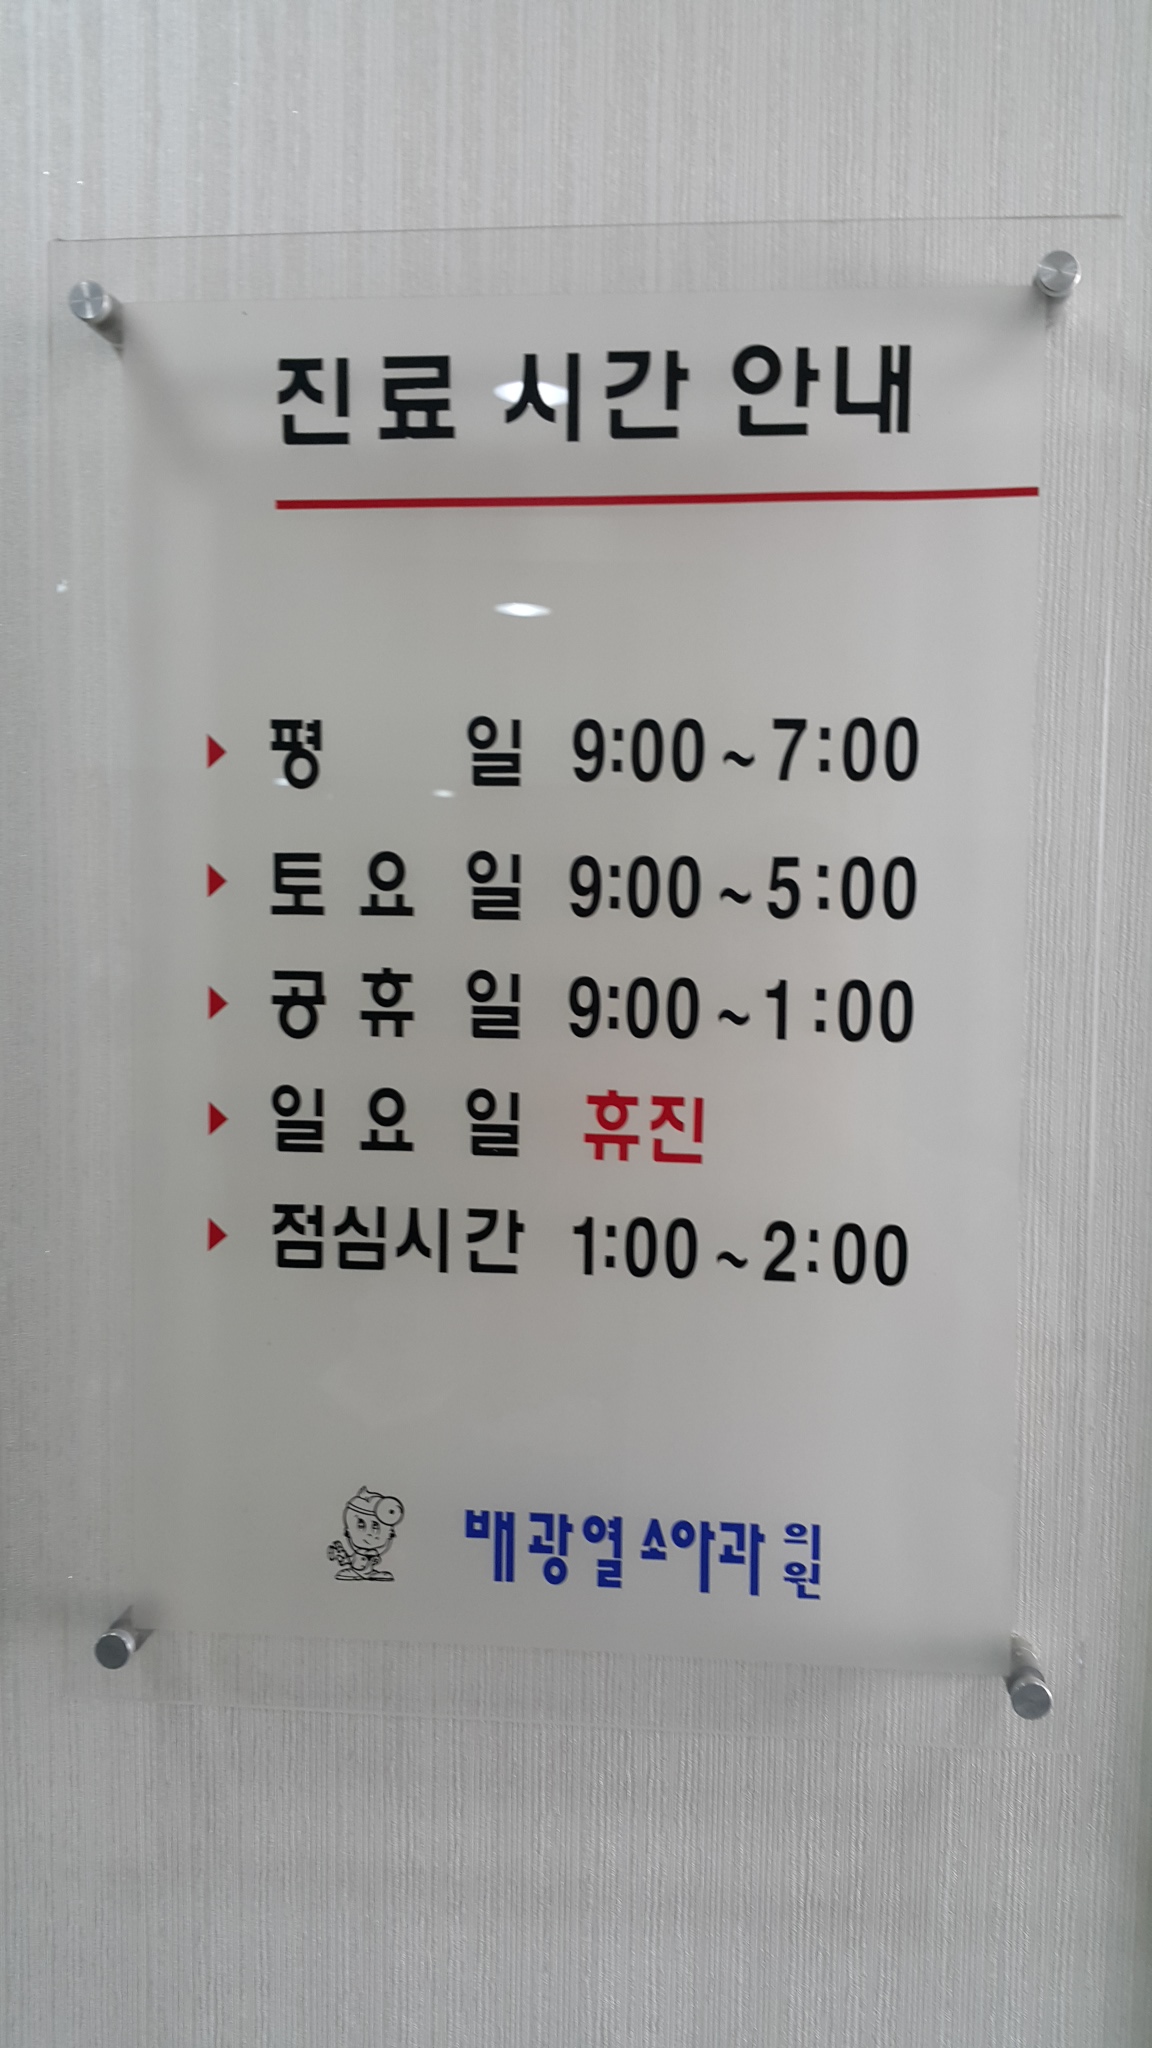 진료 시간 안내
평 일 9:00 ~ 7:00
토 요 일 9:00 ~ 5:00
공 휴 일 9:00 ~ 1:00
일 요 일 휴진
점심시간 1:00 ~ 2:00
배광열 소아과 의원